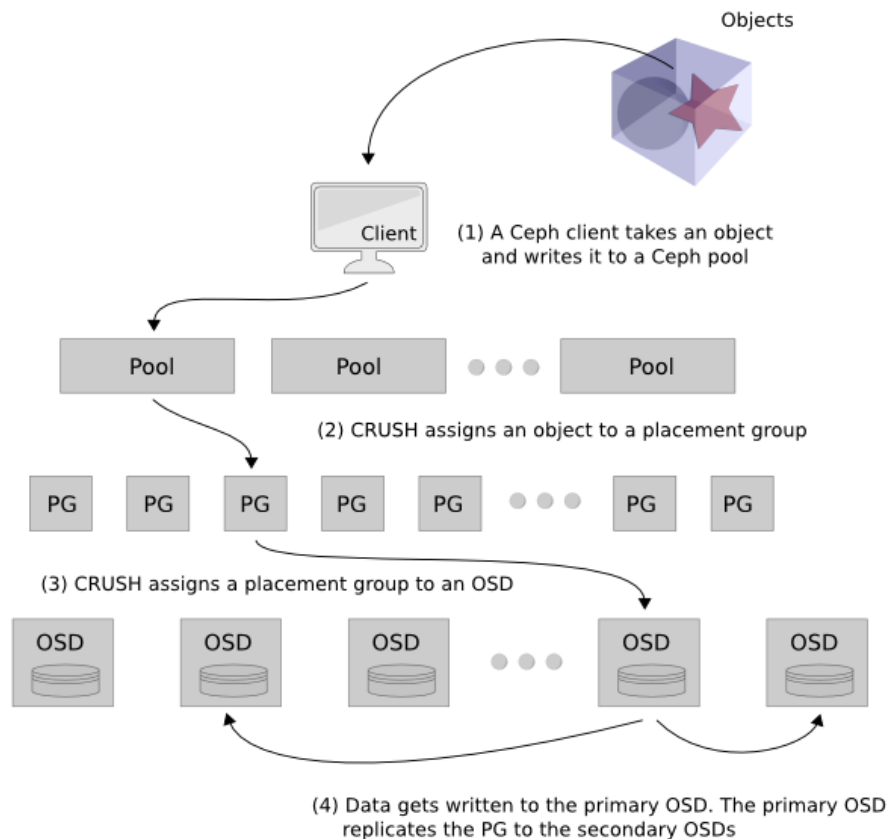 Objects
Client
(1) A Ceph client takes an object
and writes it to a Ceph pool
Pool
Pool
Pool
(2) CRUSH assigns an object to a placement group
PG
PG
PG
PG
PG
PG
PG
(3) CRUSH assigns a placement group to an OSD
OSD
OSD
OSD
OSD
OSD
(4) Data gets written to the primary OSD. The primary OSD
replicates the PG to the secondary OSDs